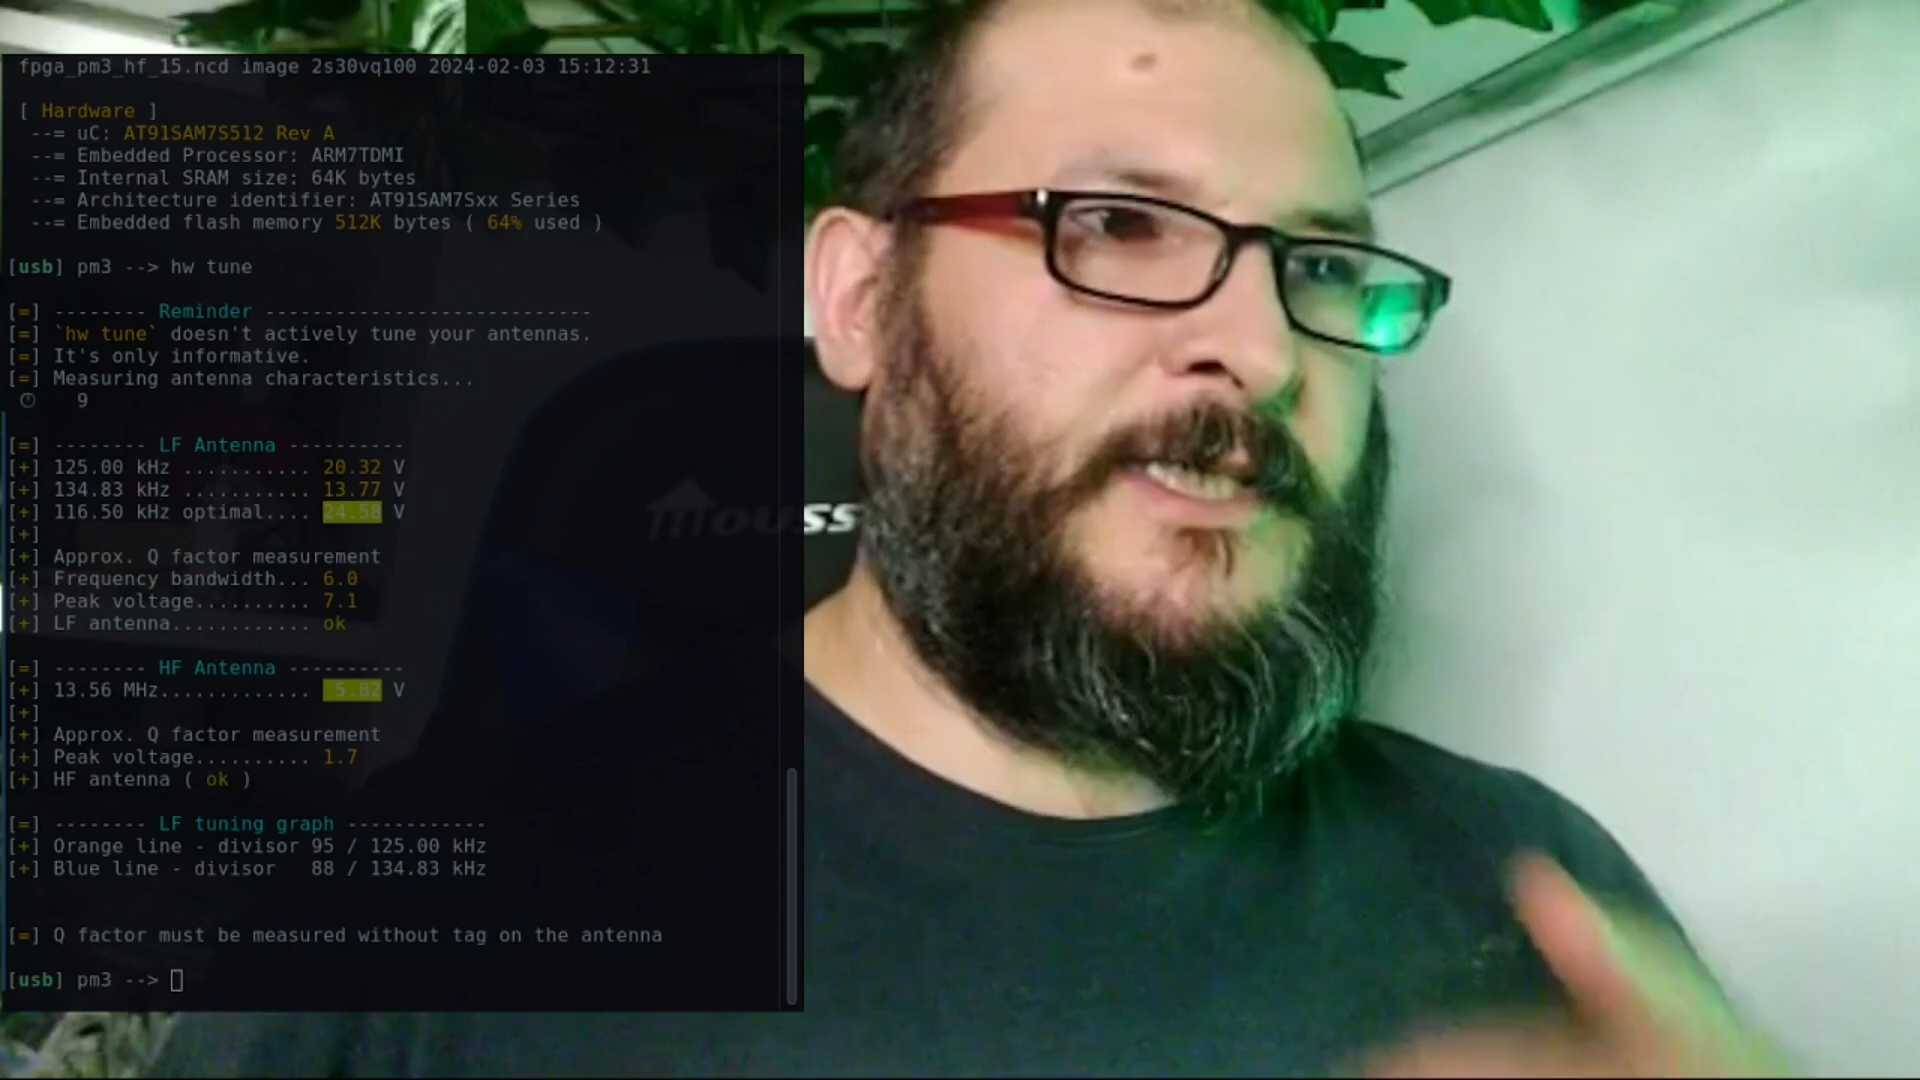 fpga_pm3_hf_15.ncd image 2s30vq100 2024-02-03 15:12:31
[ Hardware ]
--= uC: AT91SAM7S512 Rev A
--= Embedded Processor: ARM7TDMI
--= Internal SRAM size: 64K bytes
--= Architecture identifier: AT91SAM7Sxx Series
--= Embedded flash memory 512K bytes ( 64% used )
[usb] pm3 --> hw tune
[=] -------- Reminder ----------------------------
[=] `hw tune` doesn't actively tune your antennas.
[=] It's only informative.
[=] Measuring antenna characteristics...
🕛 9
[=] -------- LF Antenna ----------
[+] 125.00 kHz ........... 20.32 V
[+] 134.83 kHz ........... 13.77 V
[+] 116.50 kHz optimal.... 24.58 V
[+]
[+] Approx. Q factor measurement
[+] Frequency bandwidth... 6.0
[+] Peak voltage.......... 7.1
[+] LF antenna............ ok
[=] -------- HF Antenna ----------
[+] 13.56 MHz............. 5.82 V
[+]
[+] Approx. Q factor measurement
[+] Peak voltage.......... 1.7
[+] HF antenna ( ok )
[=] -------- LF tuning graph ------------
[+] Orange line - divisor 95 / 125.00 kHz
[+] Blue line - divisor 88 / 134.83 kHz
[=] Q factor must be measured without tag on the antenna
[usb] pm3 -->
mouss